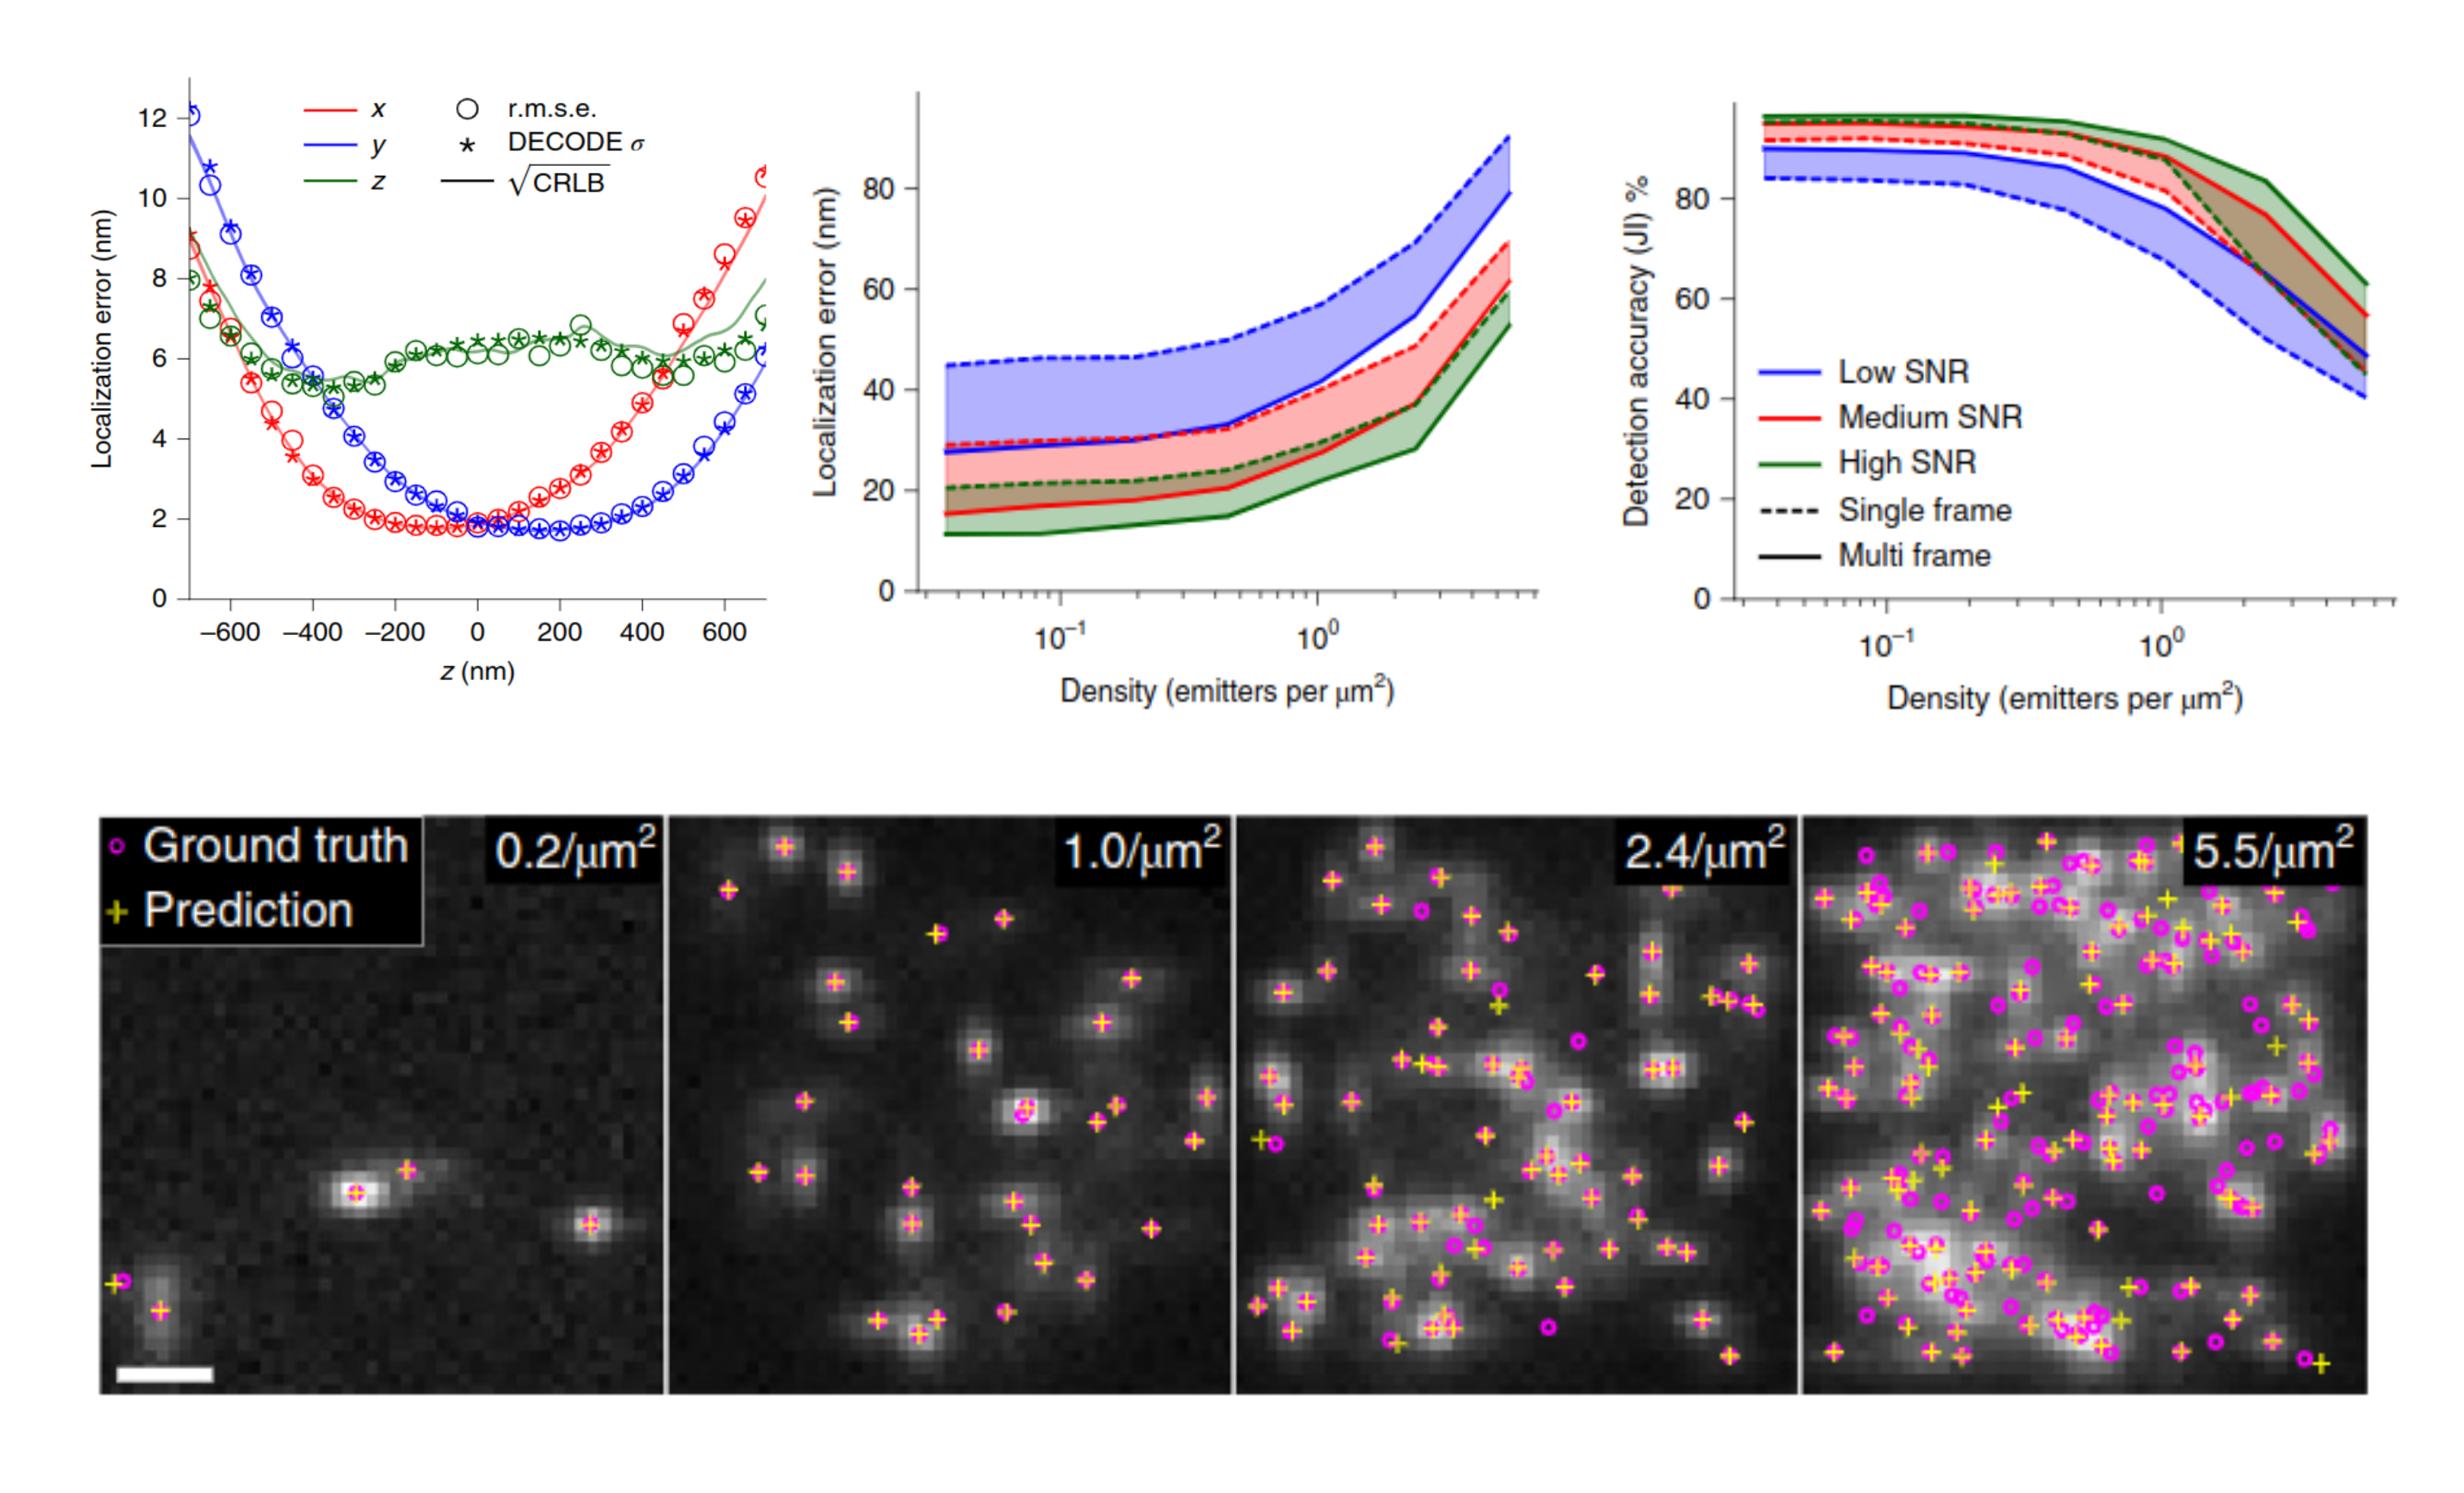 12
10
8
6
4
2
0
Localization error (nm)
x
y
z
r.m.s.e.
DECODE σ
√CRLB
–600 –400 –200 0 200 400 600
z (nm)
80
60
40
20
0
Localization error (nm)
10⁻¹ 10⁰
Density (emitters per μm²)
80
60
40
20
0
Detection accuracy (JI) %
Low SNR
Medium SNR
High SNR
Single frame
Multi frame
10⁻¹ 10⁰
Density (emitters per μm²)
Ground truth
Prediction
0.2/μm²
1.0/μm²
2.4/μm²
5.5/μm²